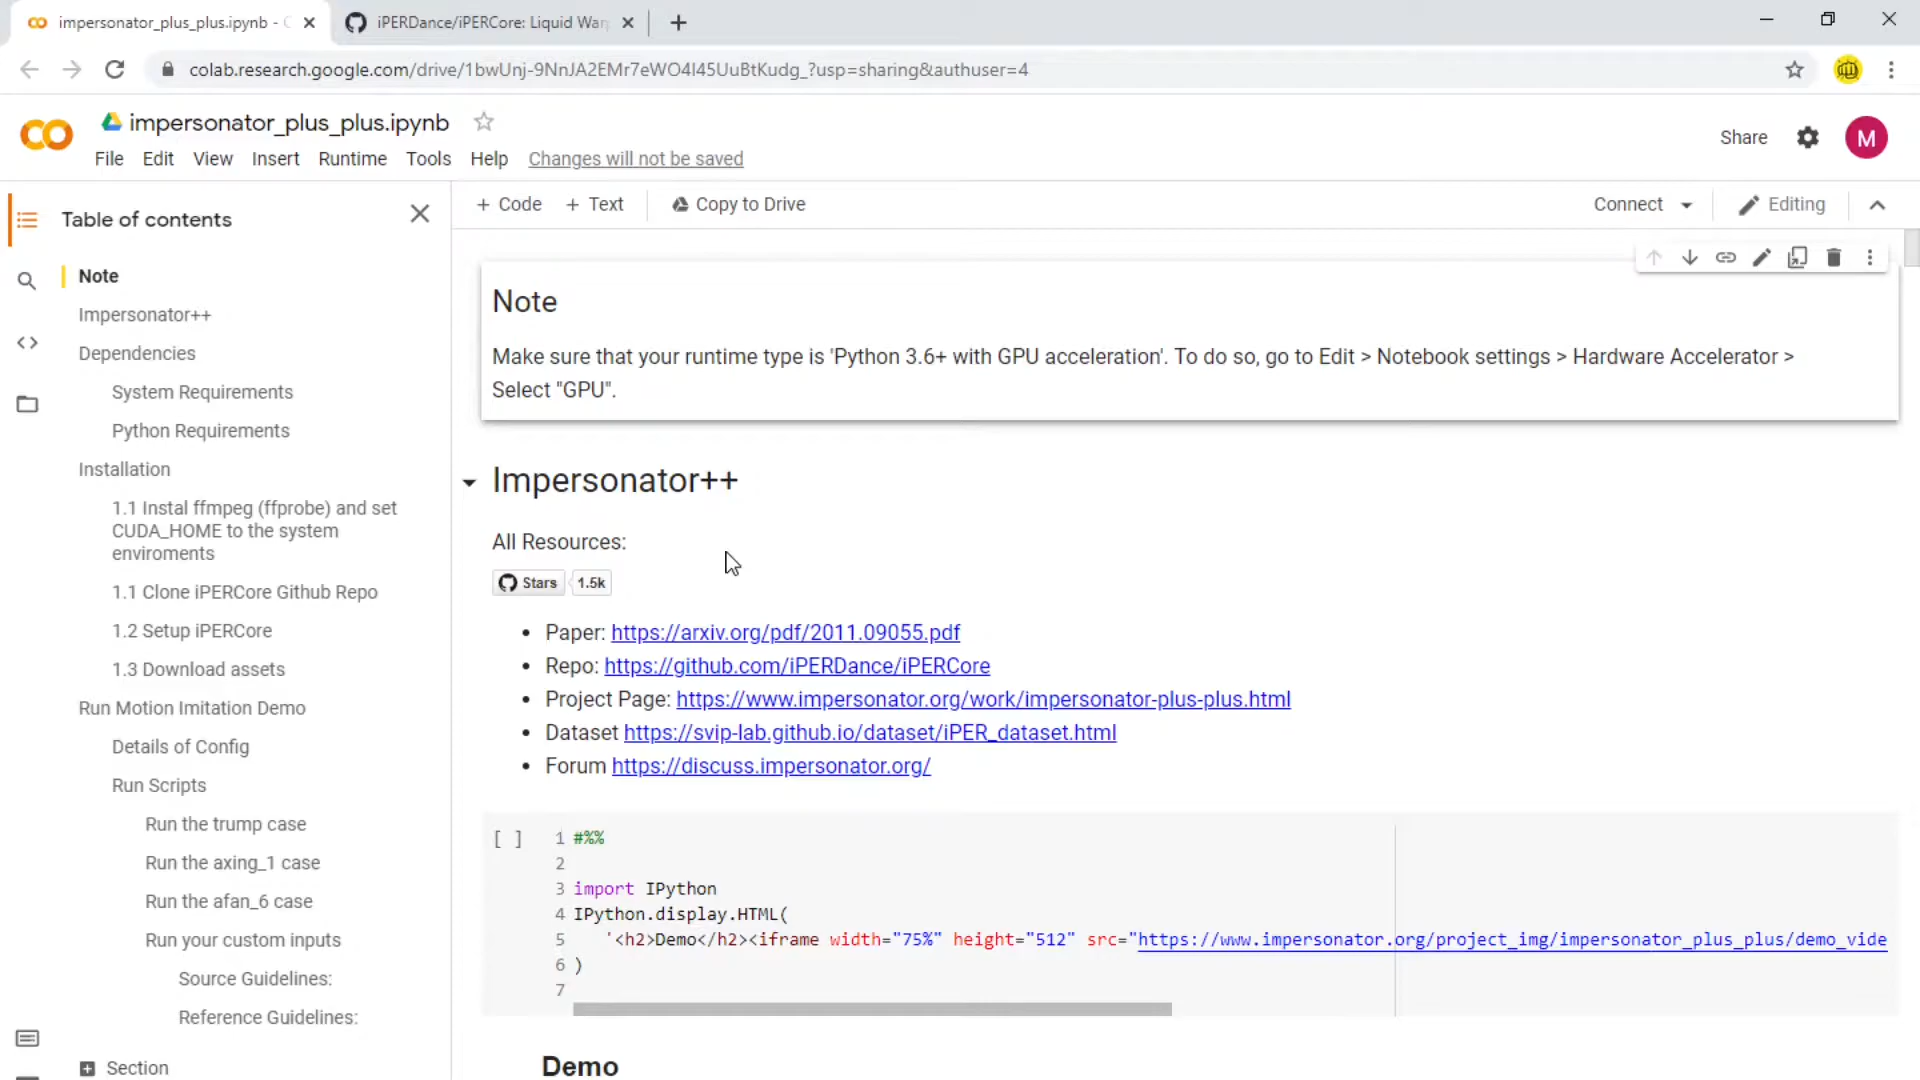 impersonator_plus_plus.ipynb -
iPERDance/iPERCore: Liquid War
colab.research.google.com/drive/1bwUnj-9NnJA2EMr7eWO4l45UuBtKudg_?usp=sharing&authuser=4
impersonator_plus_plus.ipynb
File Edit View Insert Runtime Tools Help Changes will not be saved
Share
M
Table of contents
+ Code + Text Copy to Drive
Connect Editing
Note
Impersonator++
Dependencies
System Requirements
Python Requirements
Installation
1.1 Instal ffmpeg (ffprobe) and set
CUDA_HOME to the system
enviroments
1.1 Clone iPERCore Github Repo
1.2 Setup iPERCore
1.3 Download assets
Run Motion Imitation Demo
Details of Config
Run Scripts
Run the trump case
Run the axing_1 case
Run the afan_6 case
Run your custom inputs
Source Guidelines:
Reference Guidelines:
Section
Note
Make sure that your runtime type is 'Python 3.6+ with GPU acceleration'. To do so, go to Edit > Notebook settings > Hardware Accelerator >
Select "GPU".
Impersonator++
All Resources:
Stars 1.5k
• Paper: https://arxiv.org/pdf/2011.09055.pdf
• Repo: https://github.com/iPERDance/iPERCore
• Project Page: https://www.impersonator.org/work/impersonator-plus-plus.html
• Dataset https://svip-lab.github.io/dataset/iPER_dataset.html
• Forum https://discuss.impersonator.org/
[ ] 1 #%%
2
3 import IPython
4 IPython.display.HTML(
5 '<h2>Demo</h2><iframe width="75%" height="512" src="https://www.impersonator.org/project_img/impersonator_plus_plus/demo_vide
6 )
7
Demo